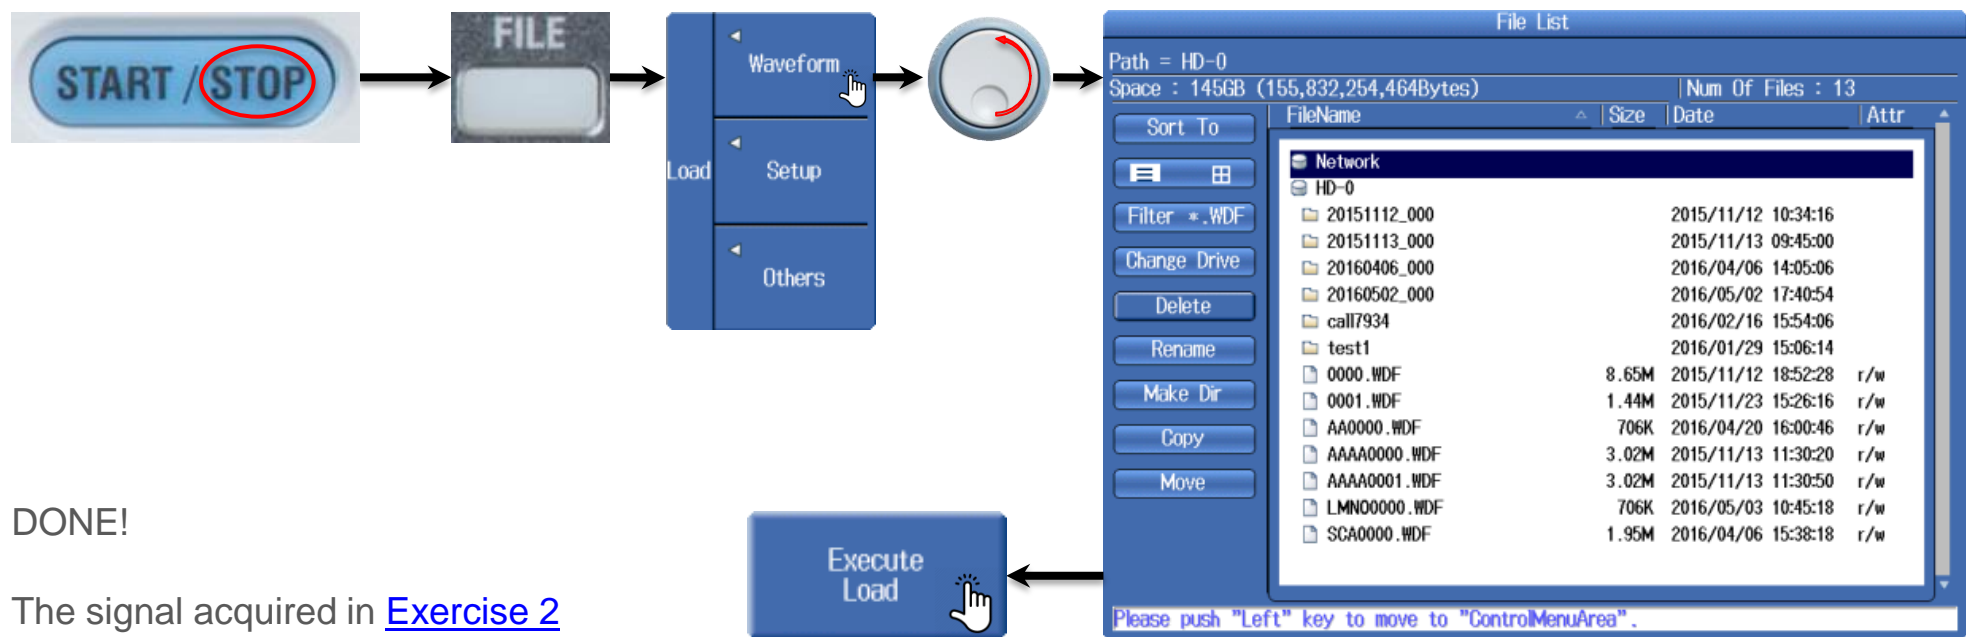 START / STOP
FILE
Load
Waveform
Setup
Others
File List
Path = HD-0
Space : 145GB (155,832,254,464Bytes) Num Of Files : 13
Sort To
Filter *.WDF
Change Drive
Delete
Rename
Make Dir
Copy
Move
FileName Size Date Attr
Network
HD-0
20151112_000 2015/11/12 10:34:16
20151113_000 2015/11/13 09:45:00
20160406_000 2016/04/06 14:05:06
20160502_000 2016/05/02 17:40:54
call7934 2016/02/16 15:54:06
test1 2016/01/29 15:06:14
0000.WDF 8.65M 2015/11/12 18:52:28 r/w
0001.WDF 1.44M 2015/11/23 15:26:16 r/w
AA0000.WDF 706K 2016/04/20 16:00:46 r/w
AAAA0000.WDF 3.02M 2015/11/13 11:30:20 r/w
AAAA0001.WDF 3.02M 2015/11/13 11:30:50 r/w
LMNO0000.WDF 706K 2016/05/03 10:45:18 r/w
SCA0000.WDF 1.95M 2016/04/06 15:38:18 r/w
Please push "Left" key to move to "ControlMenuArea".
Execute
Load
DONE!
The signal acquired in Exercise 2